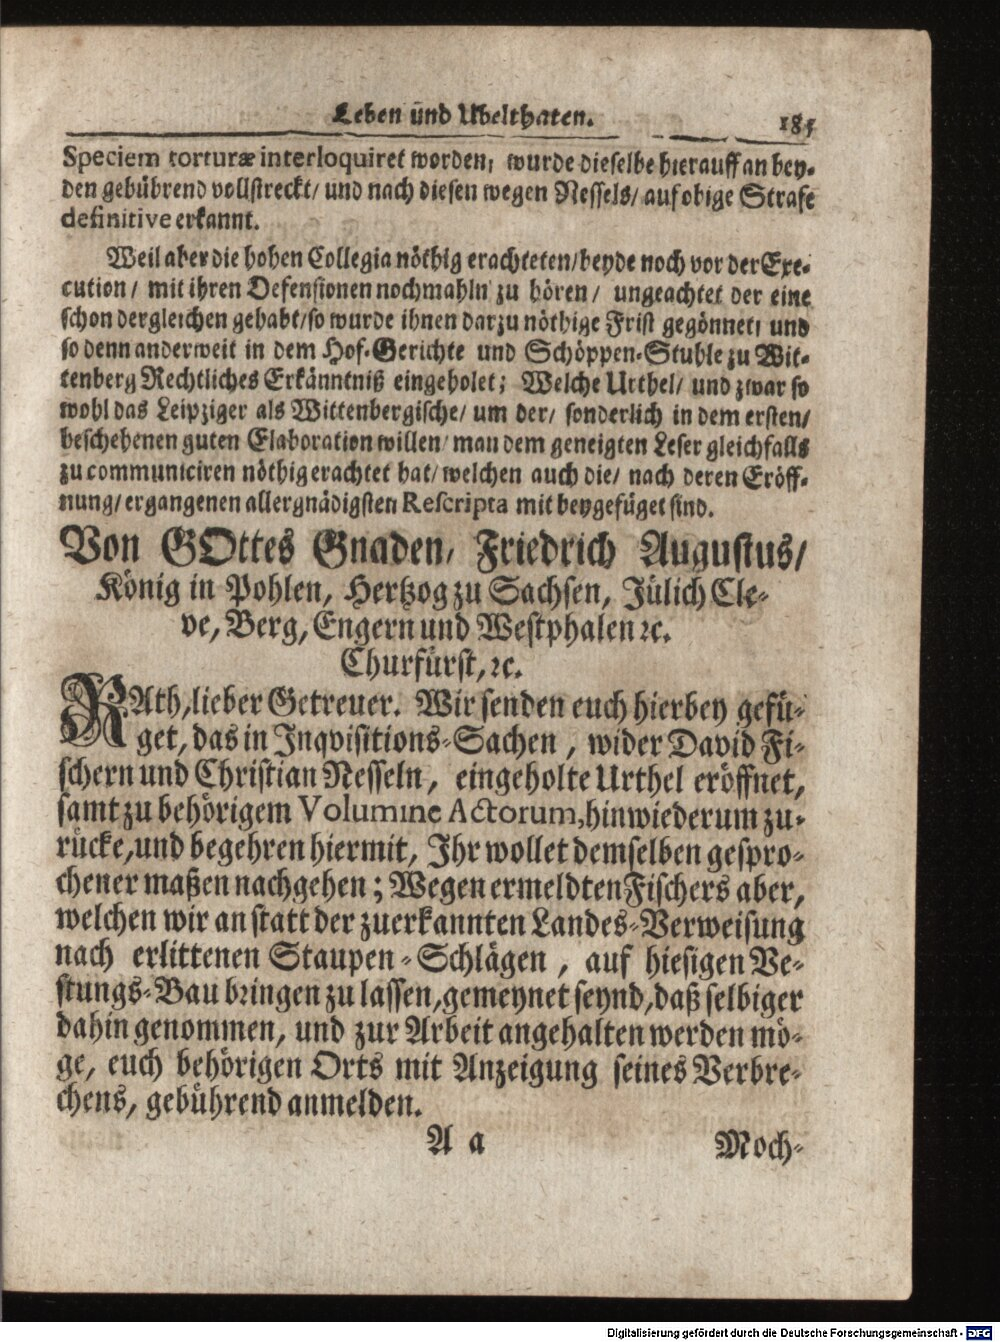 Leben und Ubelthaten. 185
Speciem torturæ interloquiret worden, wurde dieselbe hierauff an bey-
den gebührend vollstreckt/ und nach diesen wegen Nessels/ auf obige Strafe
definitive erkannt.
Weil aber die hohen Collegia nöthig erachteten/ beyde noch vor der Exe-
cution/ mit ihren Defensionen nochmahln zu hören/ ungeachtet der eine
schon dergleichen gehabt/ so wurde ihnen darzu nöthige Frist gegönnet, und
so denn anderweit in dem Hof-Gerichte und Schöppen-Stuhle zu Wit-
tenberg Rechtliches Erkänntniß eingeholet; Welche Urthel/ und zwar so
wohl das Leipziger als Wittenbergische/ um der/ sonderlich in dem ersten/
beschehenen guten Elaboration willen/ man dem geneigten Leser gleichfalls
zu communiciren nöthig erachtet hat/ welchen auch die/ nach deren Eröff-
nung/ ergangenen allergnädigsten Rescripta mit beygefüget sind.
Von GOttes Gnaden, Friedrich Augustus/
König in Pohlen, Hertzog zu Sachsen, Jülich Cle-
ve, Berg, Engern und Westphalen ꝛc.
Churfürst, ꝛc.
RAth, lieber Getreuer. Wir senden euch hierbey gefü-
get, das in Inqvisitions-Sachen, wider David Fi-
schern und Christian Nesseln, eingeholte Urthel eröffnet,
samt zu behörigem Volumine Actorum, hinwiederum zu-
rücke, und begehren hiermit, Ihr wollet demselben gespro-
chener maßen nachgehen; Wegen ermeldten Fischers aber,
welchen wir an statt der zuerkannten Landes-Verweisung
nach erlittenen Staupen-Schlägen, auf hiesigen Ve-
stungs-Bau bringen zu lassen, gemeynet seynd, daß selbiger
dahin genommen, und zur Arbeit angehalten werden mö-
ge, euch behörigen Orts mit Anzeigung seines Verbre-
chens, gebührend anmelden.
A a Moch-
Digitalisierung gefördert durch die Deutsche Forschungsgemeinschaft - DFG